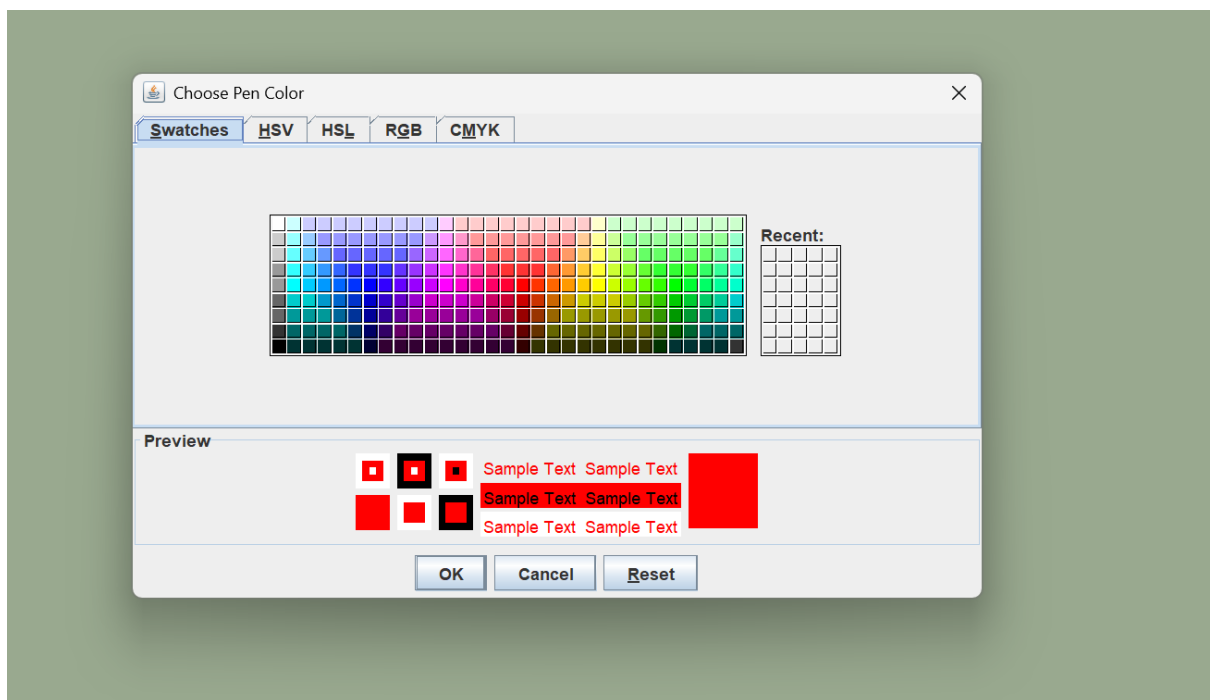 Choose Pen Color
Swatches HSV HSL RGB CMYK
Recent:
Preview
Sample Text Sample Text
Sample Text Sample Text
Sample Text Sample Text
OK Cancel Reset